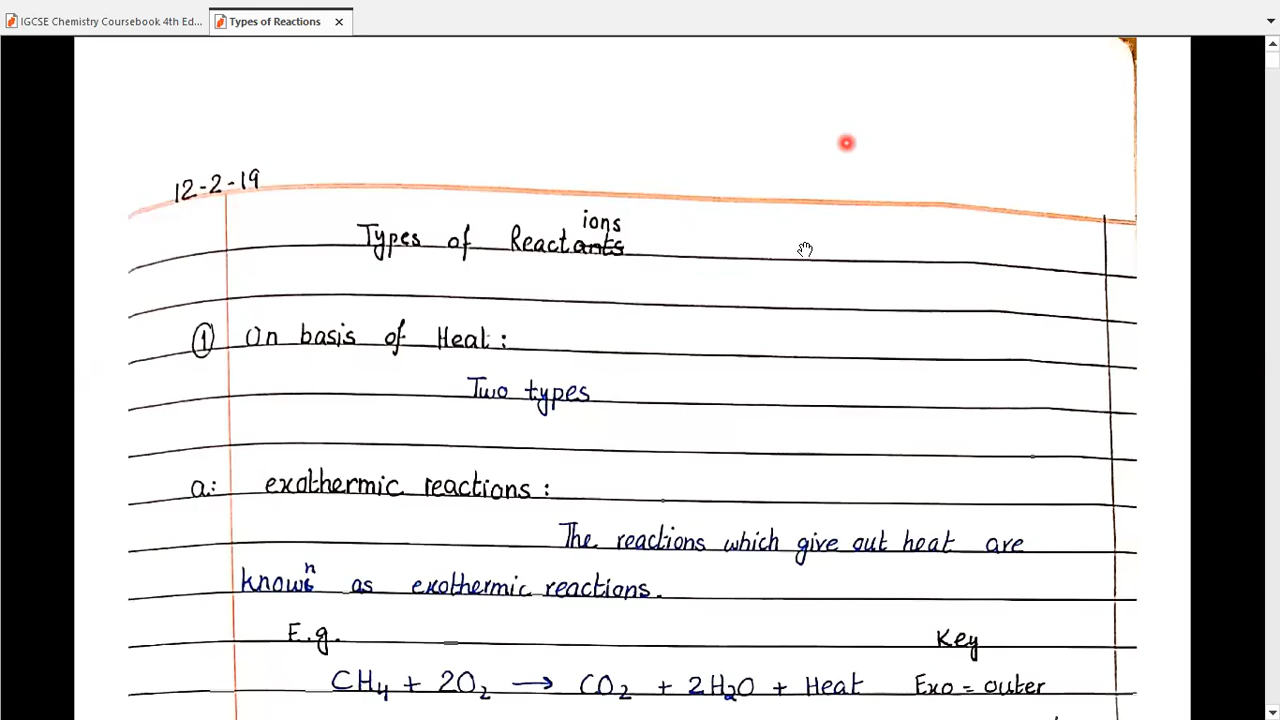 IGCSE Chemistry Coursebook 4th Ed...
Types of Reactions
12-2-19
ions
Types of Reactants
① On basis of Heat:
Two types
a: exothermic reactions:
The reactions which give out heat are
known as exothermic reactions.
E.g.
Key
CH₄ + 2O₂ → CO₂ + 2H₂O + Heat Exo = outer